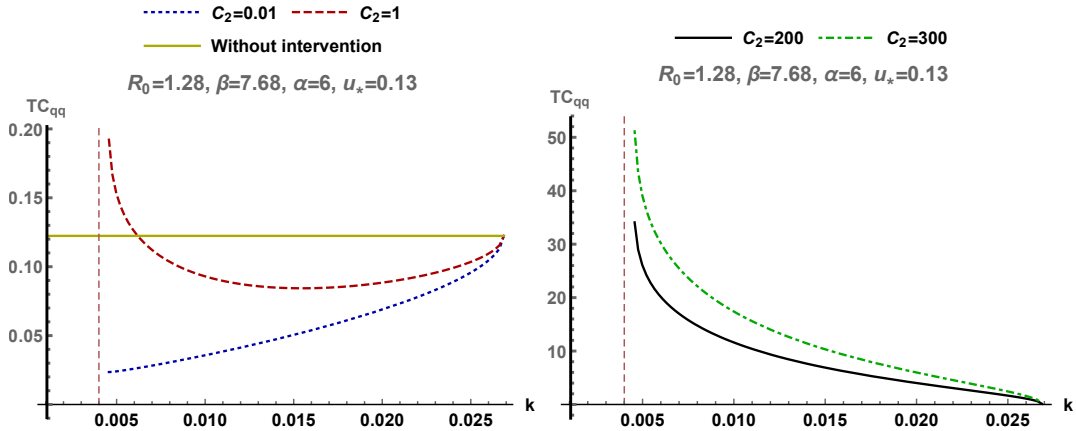 C₂=0.01 C₂=1
Without intervention
R₀=1.28, β=7.68, α=6, u*=0.13
TCqq
0.20
0.15
0.10
0.05
0.005 0.010 0.015 0.020 0.025 k
C₂=200 C₂=300
R₀=1.28, β=7.68, α=6, u*=0.13
TCqq
50
40
30
20
10
0.005 0.010 0.015 0.020 0.025 k